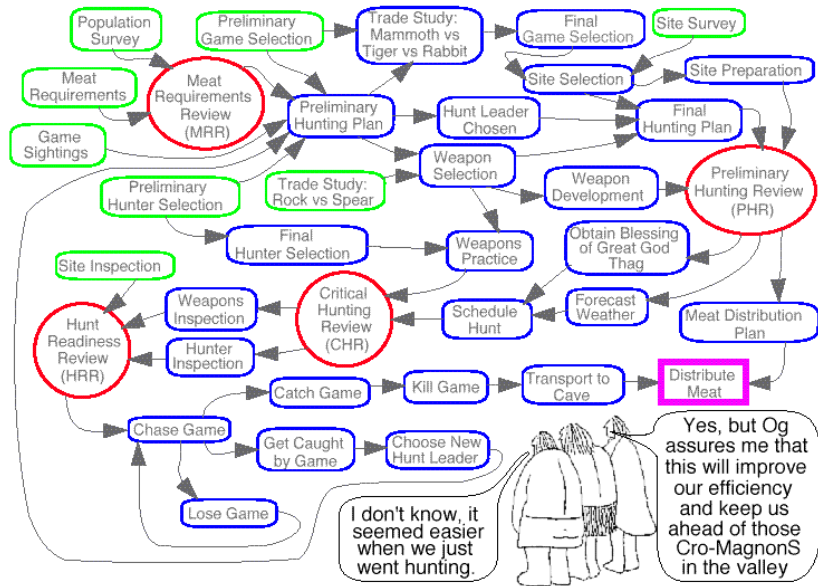 Population
Survey
Preliminary
Game Selection
Trade Study:
Mammoth vs
Tiger vs Rabbit
Final
Game Selection
Site Survey
Meat
Requirements
Meat
Requirements
Review
(MRR)
Site Selection
Site Preparation
Preliminary
Hunting Plan
Hunt Leader
Chosen
Final
Hunting Plan
Game
Sightings
Weapon
Selection
Preliminary
Hunter Selection
Trade Study:
Rock vs Spear
Weapon
Development
Preliminary
Hunting Review
(PHR)
Final
Hunter Selection
Weapons
Practice
Obtain Blessing
of Great God
Thag
Site Inspection
Hunt
Readiness
Review
(HRR)
Weapons
Inspection
Hunter
Inspection
Critical
Hunting
Review
(CHR)
Schedule
Hunt
Forecast
Weather
Meat Distribution
Plan
Catch Game
Kill Game
Transport to
Cave
Distribute
Meat
Chase Game
Get Caught
by Game
Choose New
Hunt Leader
Lose Game
I don't know, it
seemed easier
when we just
went hunting.
Yes, but Og
assures me that
this will improve
our efficiency
and keep us
ahead of those
Cro-MagnonS
in the valley